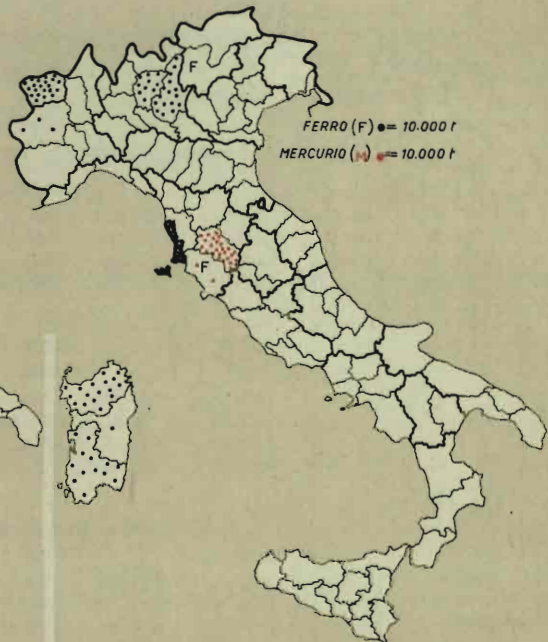 F
FERRO (F) ●= 10.000 t
MERCURIO (M) ●= 10.000 t
F